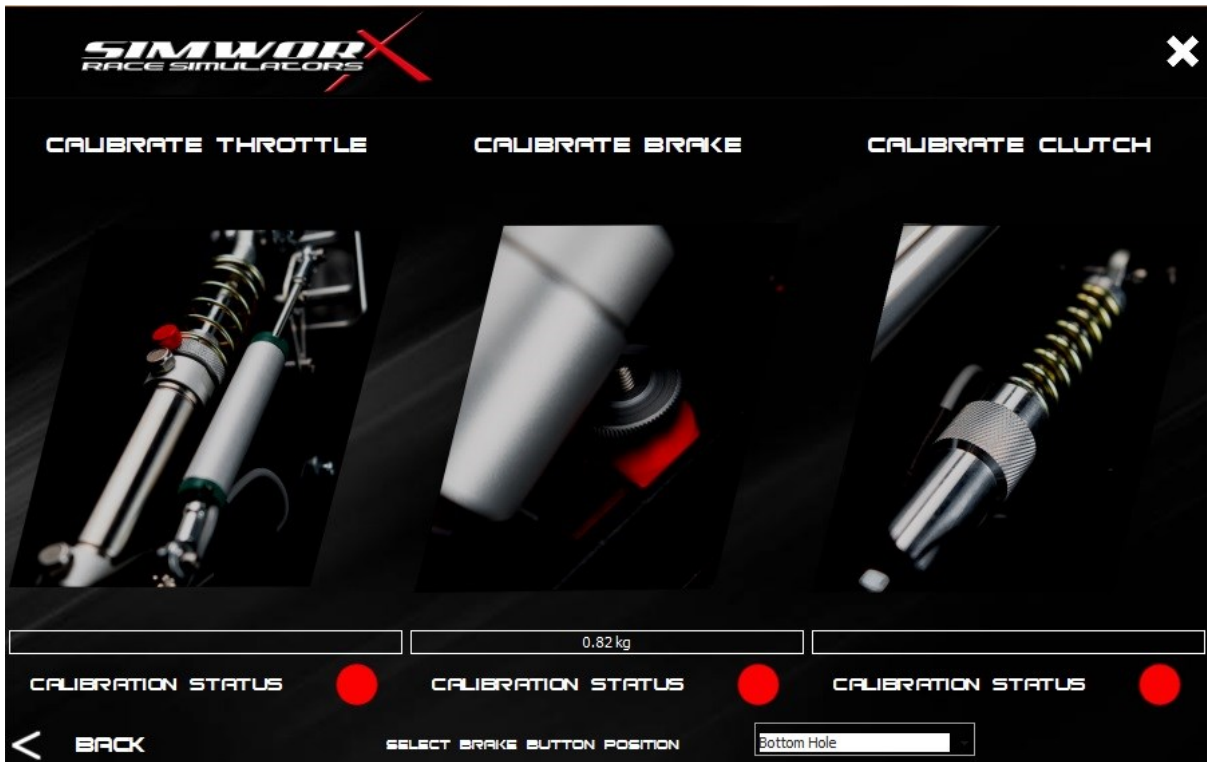 SIMWORX
RACE SIMULATORS
CALIBRATE THROTTLE
CALIBRATE BRAKE
CALIBRATE CLUTCH
0.82 kg
CALIBRATION STATUS
CALIBRATION STATUS
CALIBRATION STATUS
BACK
SELECT BRAKE BUTTON POSITION
Bottom Hole